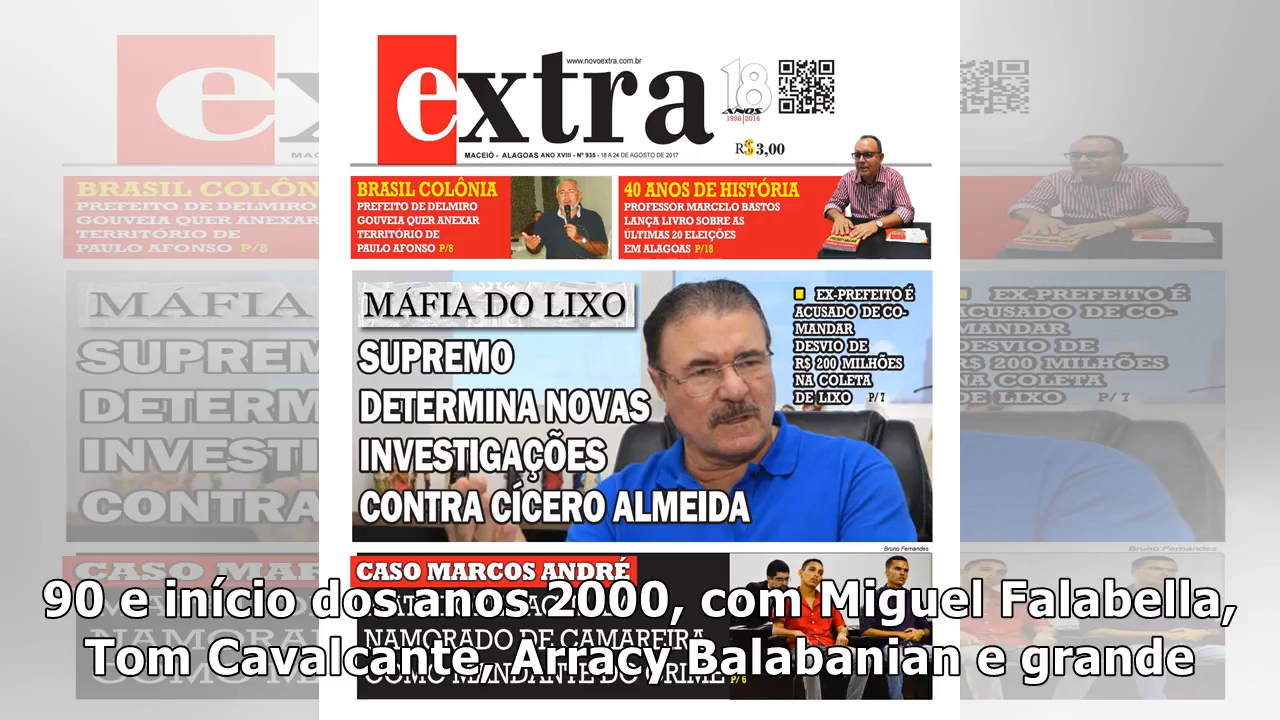 www.novoextra.com.br
extra
18
ANOS
1998 | 2016
MACEIÓ - ALAGOAS ANO XVIII - Nº 935 - 18 A 24 DE AGOSTO DE 2017
R$ 3,00
BRASIL COLÔNIA
PREFEITO DE DELMIRO
GOUVEIA QUER ANEXAR
TERRITÓRIO DE
PAULO AFONSO P/8
40 ANOS DE HISTÓRIA
PROFESSOR MARCELO BASTOS
LANÇA LIVRO SOBRE AS
ÚLTIMAS 20 ELEIÇÕES
EM ALAGOAS P/18
MÁFIA DO LIXO
SUPREMO
DETERMINA NOVAS
INVESTIGAÇÕES
CONTRA CÍCERO ALMEIDA
EX-PREFEITO É
ACUSADO DE CO-
MANDAR
DESVIO DE
R$ 200 MILHÕES
NA COLETA
DE LIXO P/ 7
Bruno Fernandes
CASO MARCOS ANDRÉ
NAMORADO DE CAMAREIRA
COMO MANDANTE DO CRIME P/ 6
90 e início dos anos 2000, com Miguel Falabella,
Tom Cavalcante, Arracy Balabanian e grande